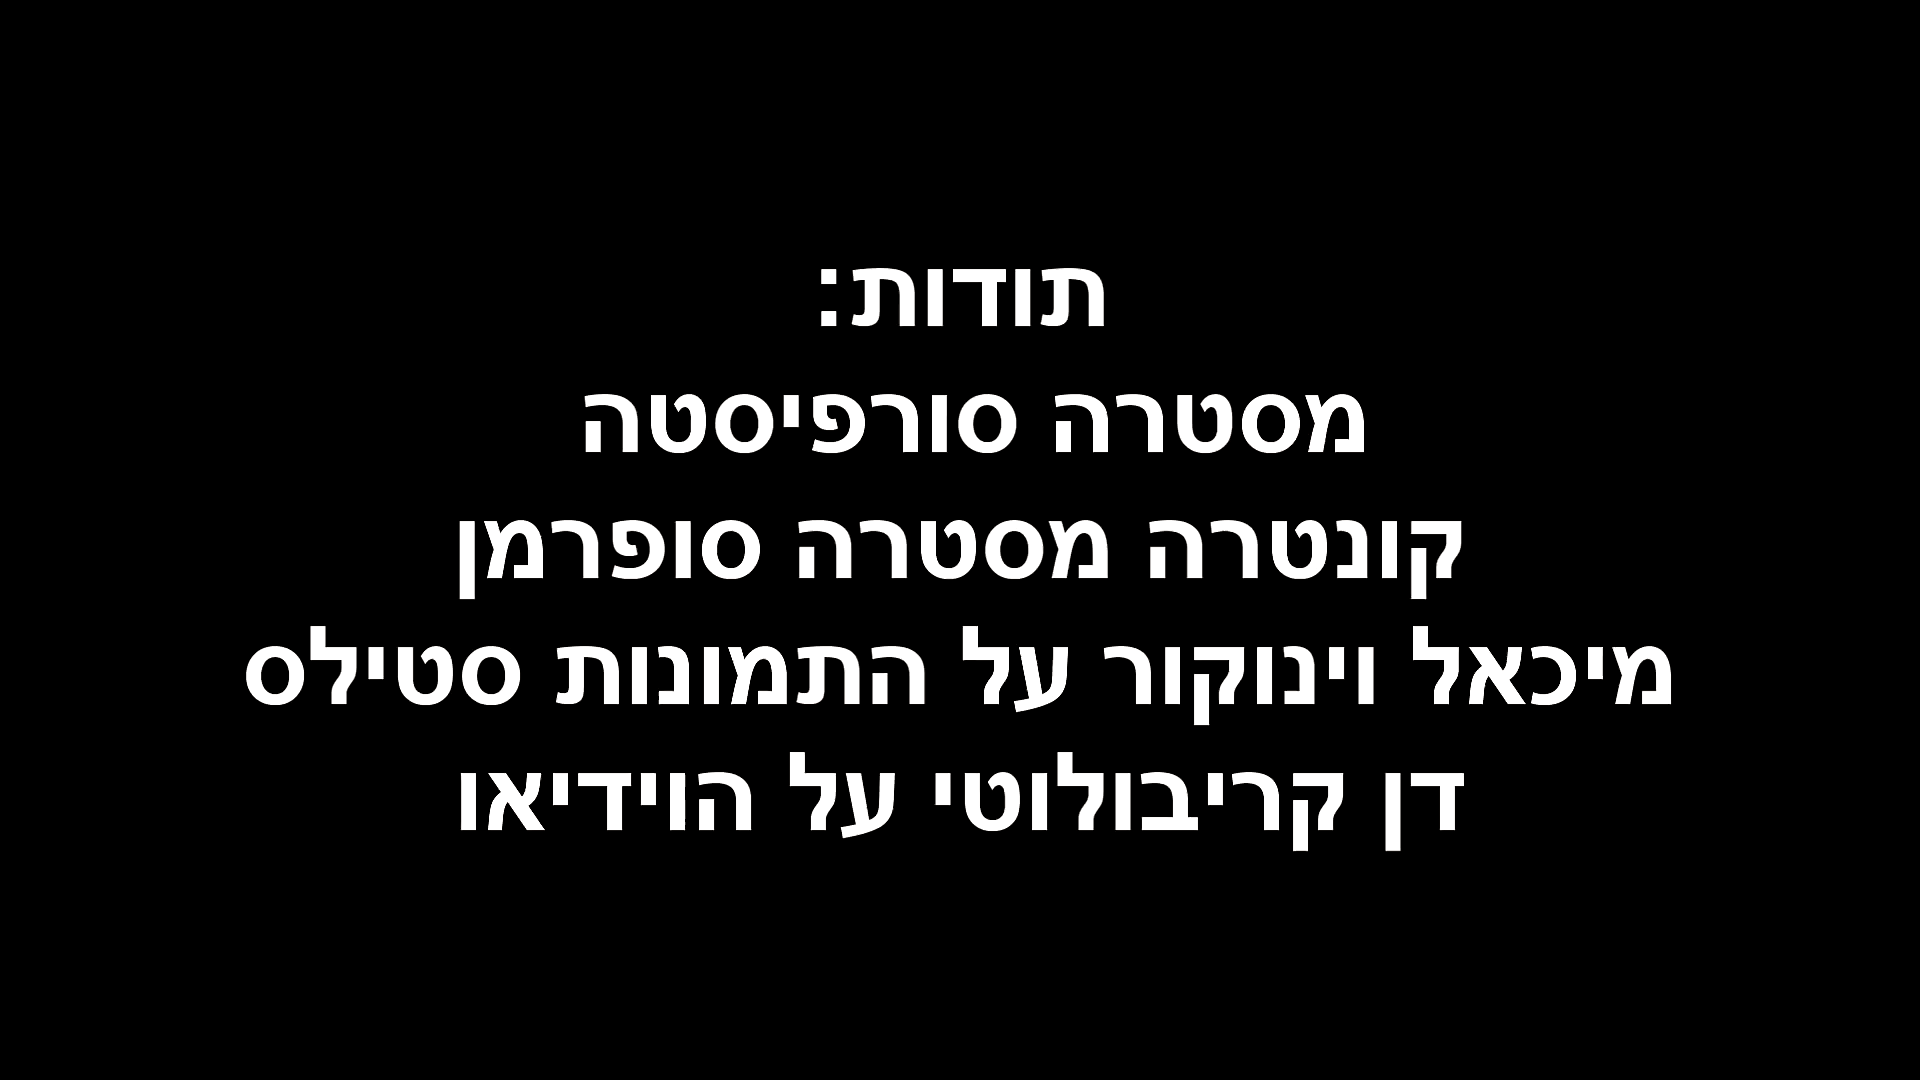 תודות:
מסטרה סורפיסטה
קונטרה מסטרה סופרמן
מיכאל וינוקור על התמונות סטילס
דן קריבולוטי על הוידיאו